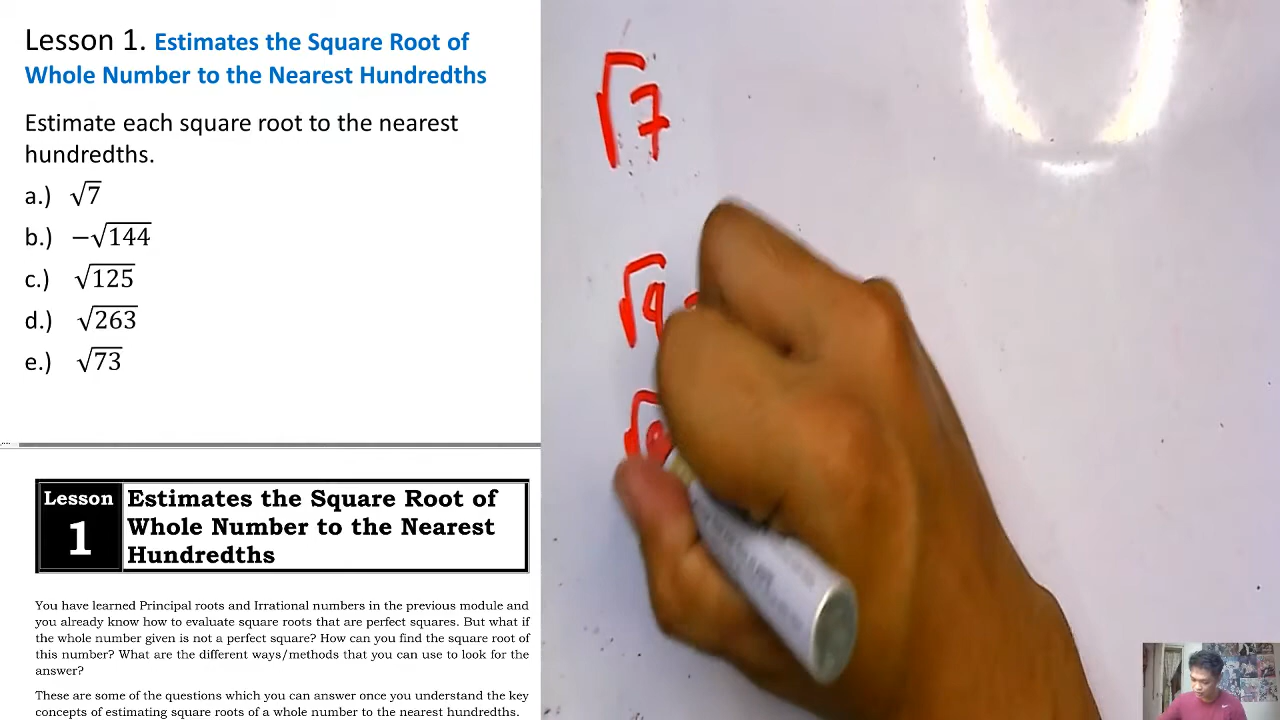 Lesson 1. Estimates the Square Root of
Whole Number to the Nearest Hundredths
Estimate each square root to the nearest
hundredths.
a.) √7
b.) −√144
c.) √125
d.) √263
e.) √73
Lesson
1
Estimates the Square Root of
Whole Number to the Nearest
Hundredths
You have learned Principal roots and Irrational numbers in the previous module and
you already know how to evaluate square roots that are perfect squares. But what if
the whole number given is not a perfect square? How can you find the square root of
this number? What are the different ways/methods that you can use to look for the
answer?
These are some of the questions which you can answer once you understand the key
concepts of estimating square roots of a whole number to the nearest hundredths.
√7